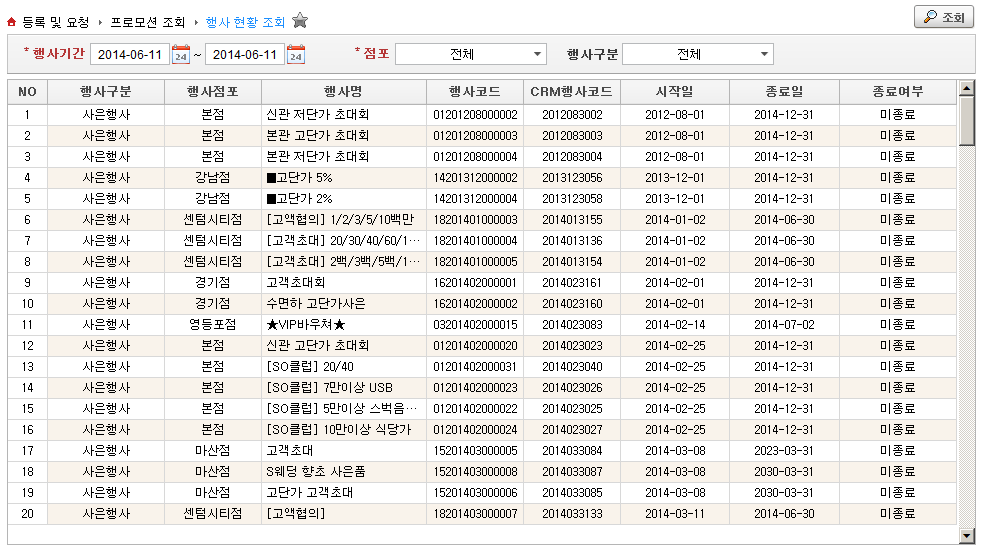 등록 및 요청 › 프로모션 조회 › 행사 현황 조회
조회
* 행사기간 2014-06-11 24 ~ 2014-06-11 24 * 점포 전체 행사구분 전체
NO 행사구분 행사점포 행사명 행사코드 CRM행사코드 시작일 종료일 종료여부
1 사은행사 본점 신관 저단가 초대회 01201208000002 2012083002 2012-08-01 2014-12-31 미종료
2 사은행사 본점 본관 고단가 초대회 01201208000003 2012083003 2012-08-01 2014-12-31 미종료
3 사은행사 본점 본관 저단가 초대회 01201208000004 2012083004 2012-08-01 2014-12-31 미종료
4 사은행사 강남점 ■고단가 5% 14201312000002 2013123056 2013-12-01 2014-12-31 미종료
5 사은행사 강남점 ■고단가 2% 14201312000004 2013123058 2013-12-01 2014-12-31 미종료
6 사은행사 센텀시티점 [고액협의] 1/2/3/5/10백만 18201401000003 2014013155 2014-01-02 2014-06-30 미종료
7 사은행사 센텀시티점 [고객초대] 20/30/40/60/1… 18201401000004 2014013136 2014-01-02 2014-06-30 미종료
8 사은행사 센텀시티점 [고객초대] 2백/3백/5백/1… 18201401000005 2014013154 2014-01-02 2014-06-30 미종료
9 사은행사 경기점 고객초대회 16201402000001 2014023161 2014-02-01 2014-12-31 미종료
10 사은행사 경기점 수면하 고단가사은 16201402000002 2014023160 2014-02-01 2014-12-31 미종료
11 사은행사 영등포점 ★VIP바우쳐★ 03201402000015 2014023083 2014-02-14 2014-07-02 미종료
12 사은행사 본점 신관 고단가 초대회 01201402000020 2014023023 2014-02-25 2014-12-31 미종료
13 사은행사 본점 [SO클럽] 20/40 01201402000031 2014023040 2014-02-25 2014-12-31 미종료
14 사은행사 본점 [SO클럽] 7만이상 USB 01201402000023 2014023026 2014-02-25 2014-12-31 미종료
15 사은행사 본점 [SO클럽] 5만이상 스벅음… 01201402000022 2014023025 2014-02-25 2014-12-31 미종료
16 사은행사 본점 [SO클럽] 10만이상 식당가 01201402000024 2014023027 2014-02-25 2014-12-31 미종료
17 사은행사 마산점 고객초대 15201403000005 2014033084 2014-03-08 2023-03-31 미종료
18 사은행사 마산점 S웨딩 향초 사은품 15201403000008 2014033087 2014-03-08 2030-03-31 미종료
19 사은행사 마산점 고단가 고객초대 15201403000006 2014033085 2014-03-08 2030-03-31 미종료
20 사은행사 센텀시티점 [고액협의] 18201403000007 2014033133 2014-03-11 2014-06-30 미종료